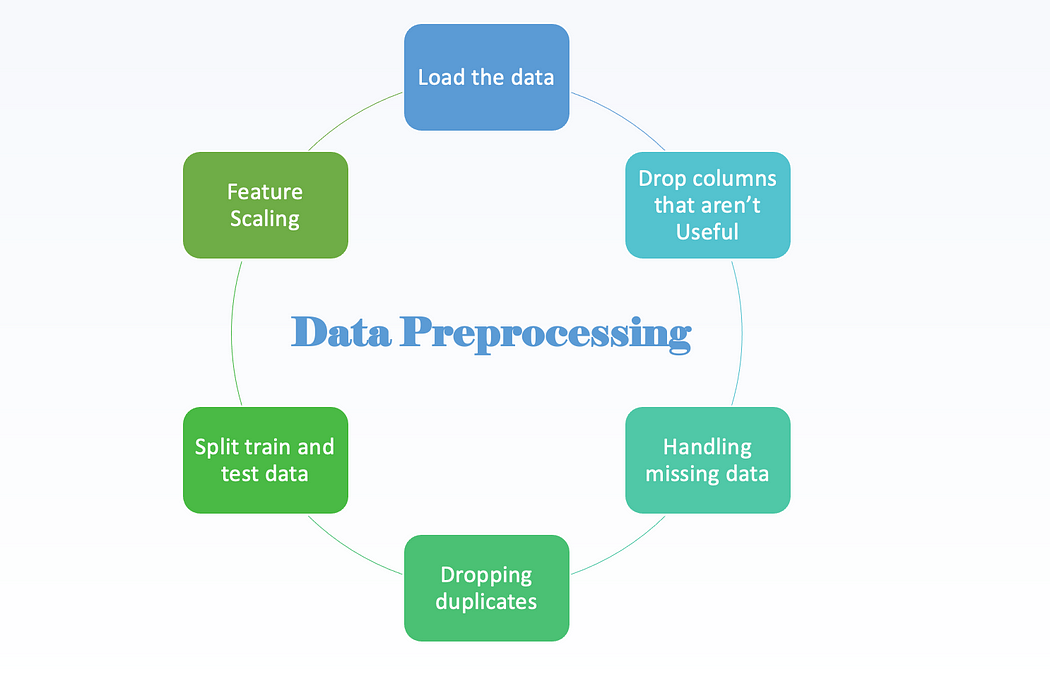 Load the data
Drop columns
that aren’t
Useful
Handling
missing data
Dropping
duplicates
Split train and
test data
Feature
Scaling
Data Preprocessing